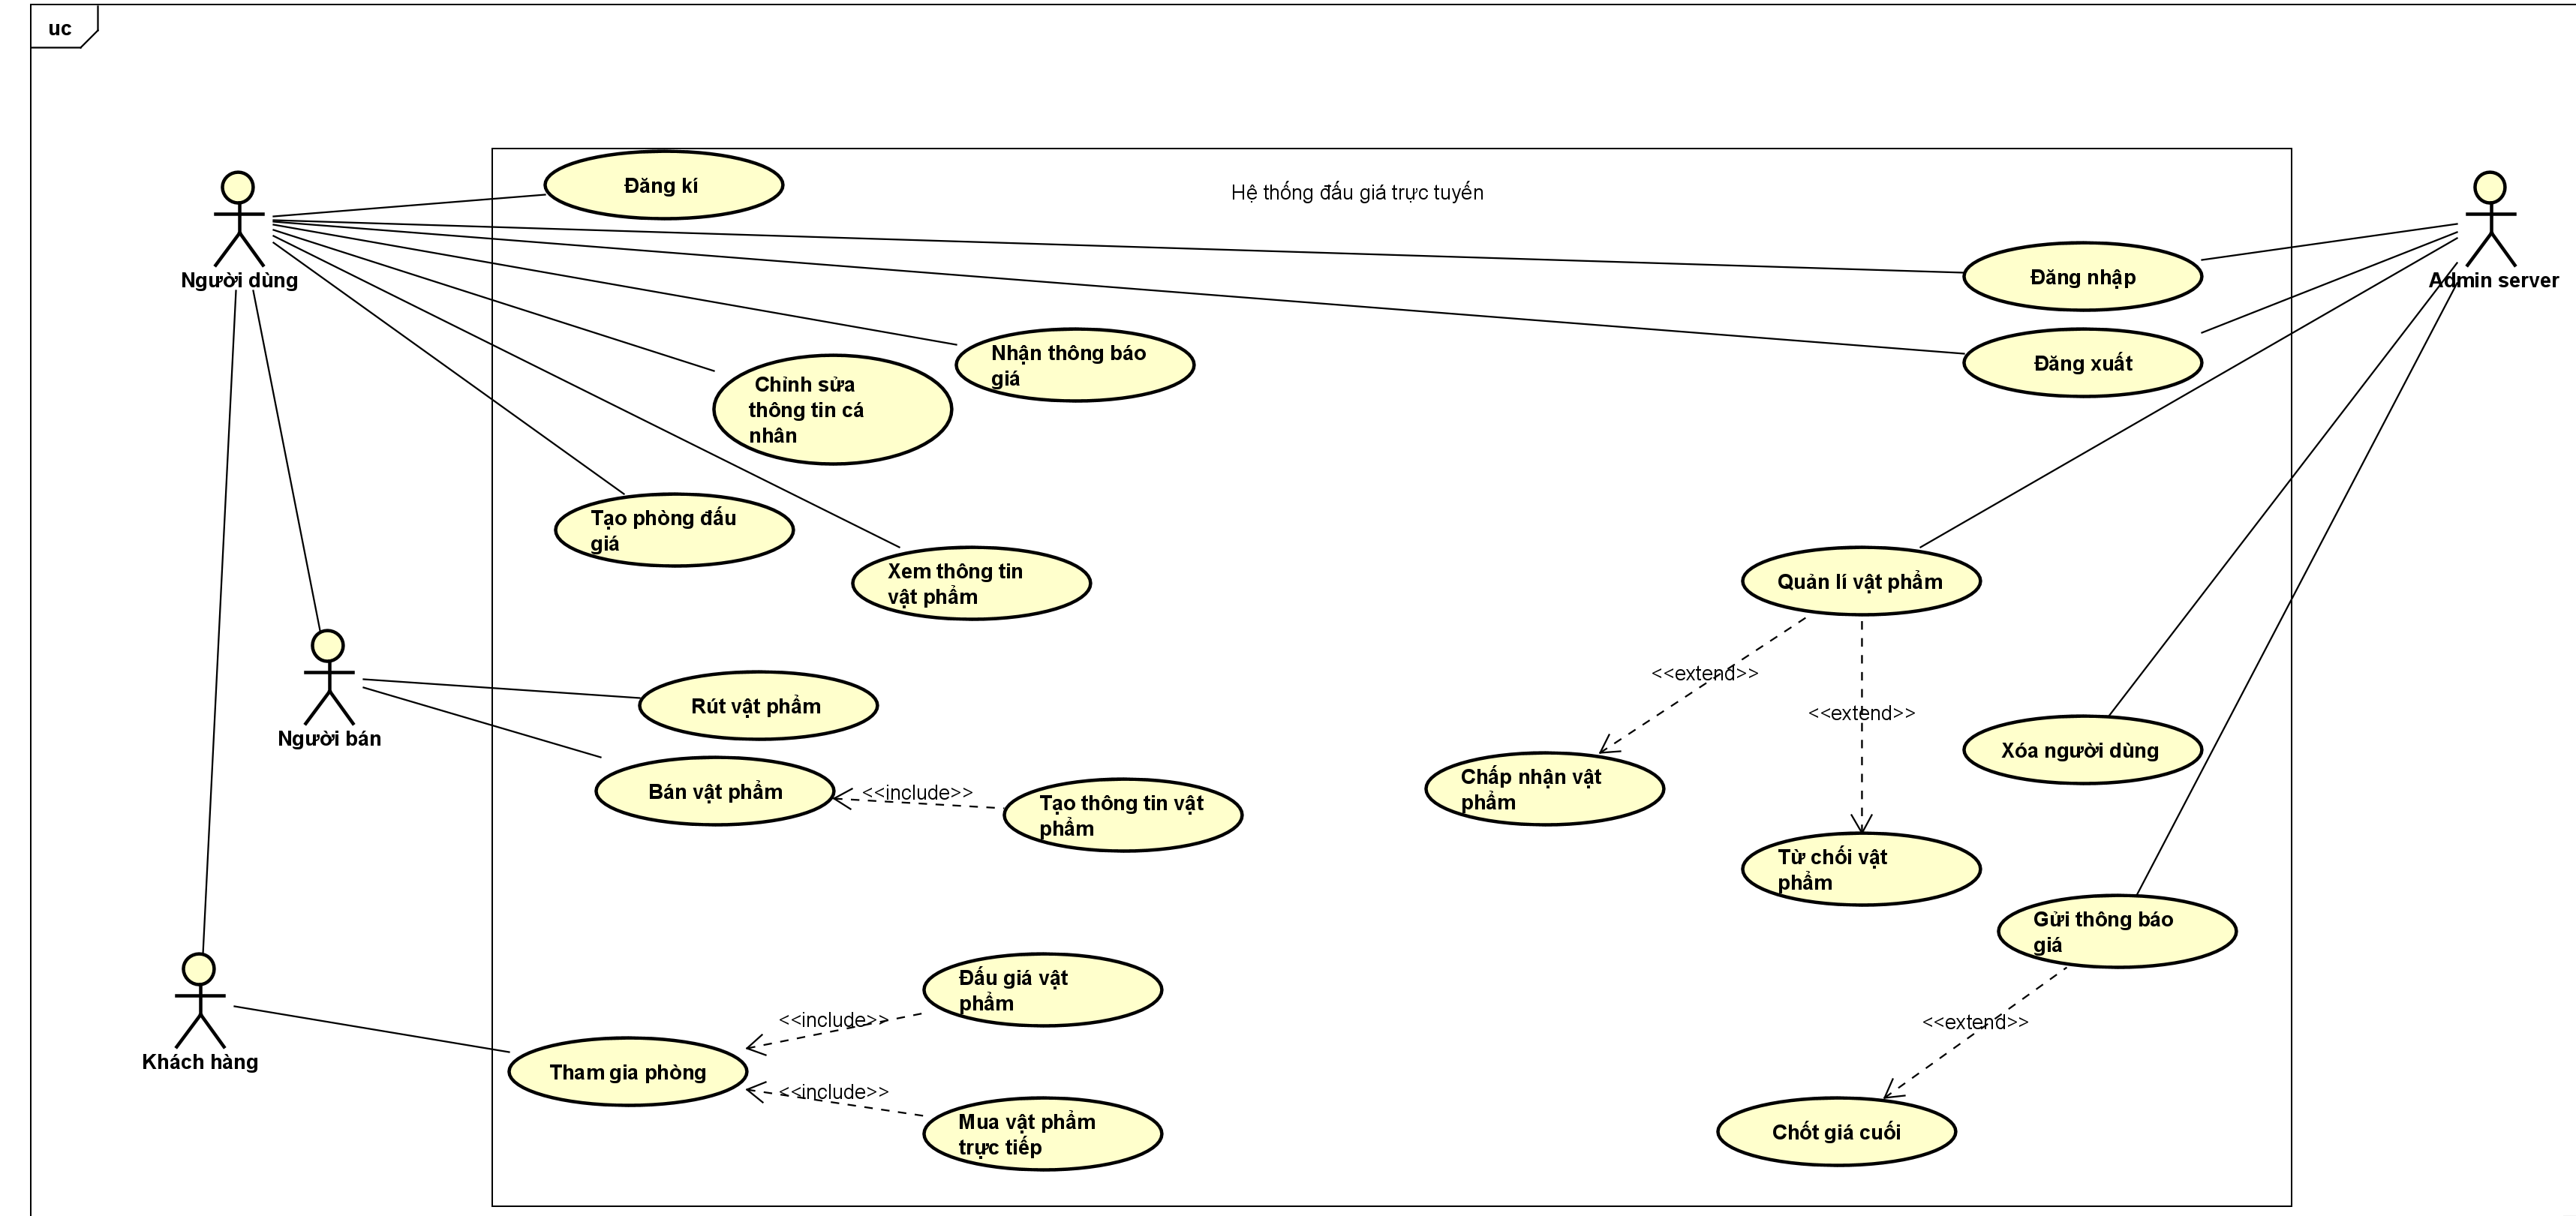 uc
Đăng kí
Hệ thống đấu giá trực tuyến
Người dùng
Đăng nhập
Admin server
Nhận thông báo
giá
Đăng xuất
Chỉnh sửa
thông tin cá
nhân
Tạo phòng đấu
giá
Xem thông tin
vật phẩm
Quản lí vật phẩm
<<extend>>
<<extend>>
Rút vật phẩm
Người bán
Xóa người dùng
Bán vật phẩm
<<include>>
Tạo thông tin vật
phẩm
Chấp nhận vật
phẩm
Từ chối vật
phẩm
Gửi thông báo
giá
Đấu giá vật
phẩm
<<include>>
<<extend>>
Khách hàng
Tham gia phòng
<<include>>
Mua vật phẩm
trực tiếp
Chốt giá cuối